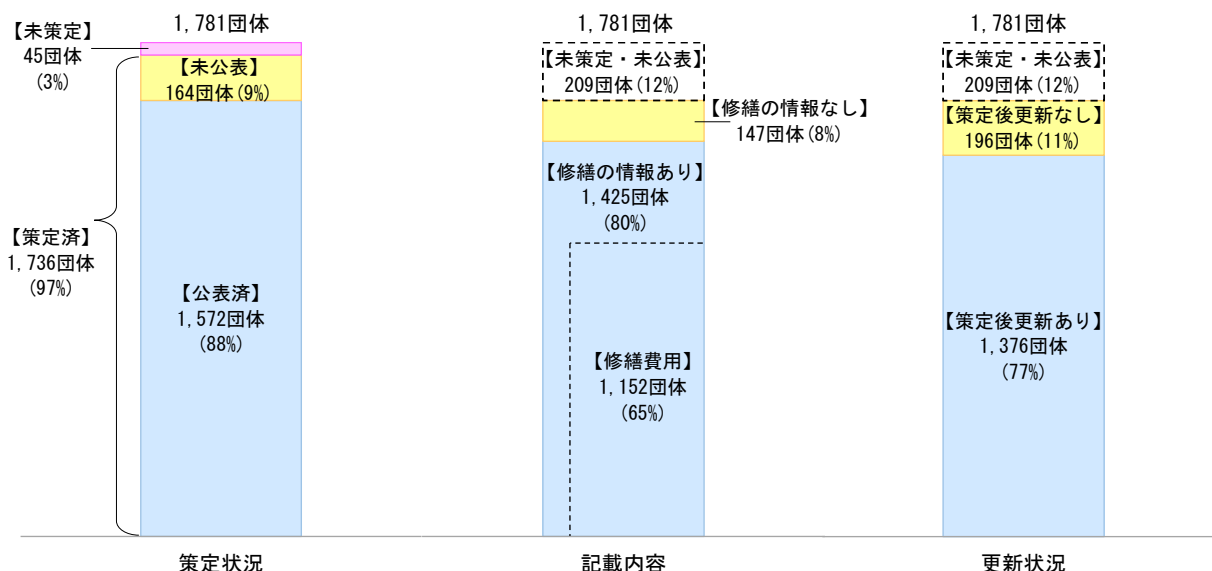 1,781団体
【未策定】
45団体
(3%)
【未公表】
164団体(9%)
【策定済】
1,736団体
(97%)
【公表済】
1,572団体
(88%)
策定状況
1,781団体
【未策定・未公表】
209団体(12%)
【修繕の情報なし】
147団体(8%)
【修繕の情報あり】
1,425団体
(80%)
【修繕費用】
1,152団体
(65%)
記載内容
1,781団体
【未策定・未公表】
209団体(12%)
【策定後更新なし】
196団体(11%)
【策定後更新あり】
1,376団体
(77%)
更新状況